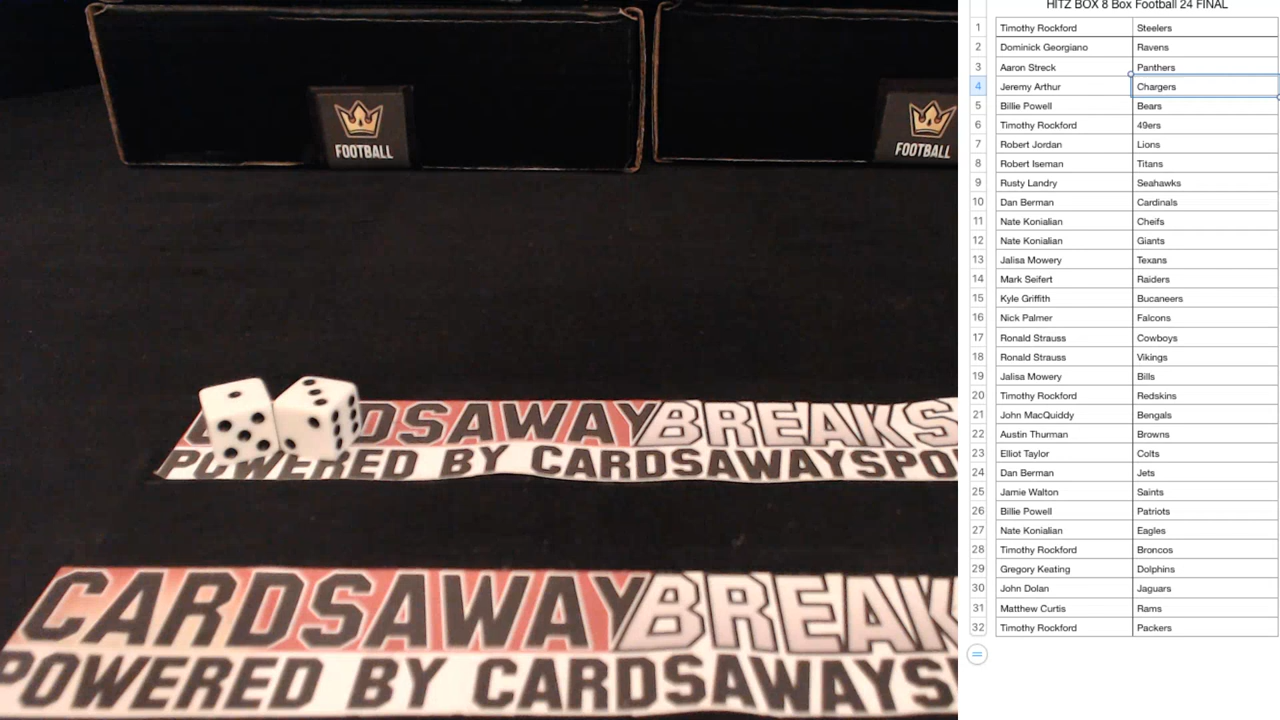 FOOTBALL
FOOTBALL
CARDSAWAYBREAKS
POWERED BY CARDSAWAYSPO
CARDSAWAYBREAK
POWERED BY CARDSAWAYS
HITZ BOX 8 Box Football 24 FINAL
1 Timothy Rockford Steelers
2 Dominick Georgiano Ravens
3 Aaron Streck Panthers
4 Jeremy Arthur Chargers
5 Billie Powell Bears
6 Timothy Rockford 49ers
7 Robert Jordan Lions
8 Robert Iseman Titans
9 Rusty Landry Seahawks
10 Dan Berman Cardinals
11 Nate Konialian Cheifs
12 Nate Konialian Giants
13 Jalisa Mowery Texans
14 Mark Seifert Raiders
15 Kyle Griffith Bucaneers
16 Nick Palmer Falcons
17 Ronald Strauss Cowboys
18 Ronald Strauss Vikings
19 Jalisa Mowery Bills
20 Timothy Rockford Redskins
21 John MacQuiddy Bengals
22 Austin Thurman Browns
23 Elliot Taylor Colts
24 Dan Berman Jets
25 Jamie Walton Saints
26 Billie Powell Patriots
27 Nate Konialian Eagles
28 Timothy Rockford Broncos
29 Gregory Keating Dolphins
30 John Dolan Jaguars
31 Matthew Curtis Rams
32 Timothy Rockford Packers